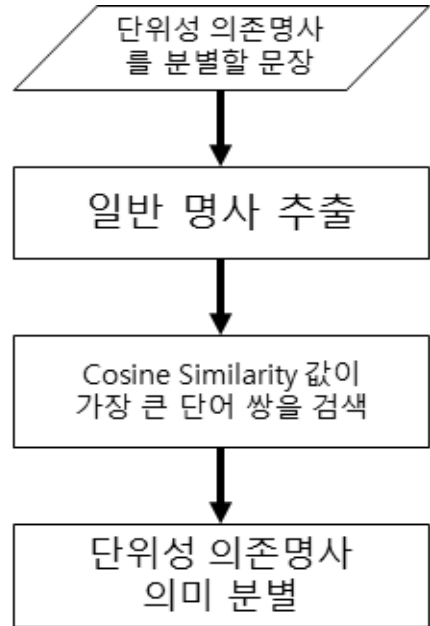 단위성 의존명사
를 분별할 문장
일반 명사 추출
Cosine Similarity 값이
가장 큰 단어 쌍을 검색
단위성 의존명사
의미 분별